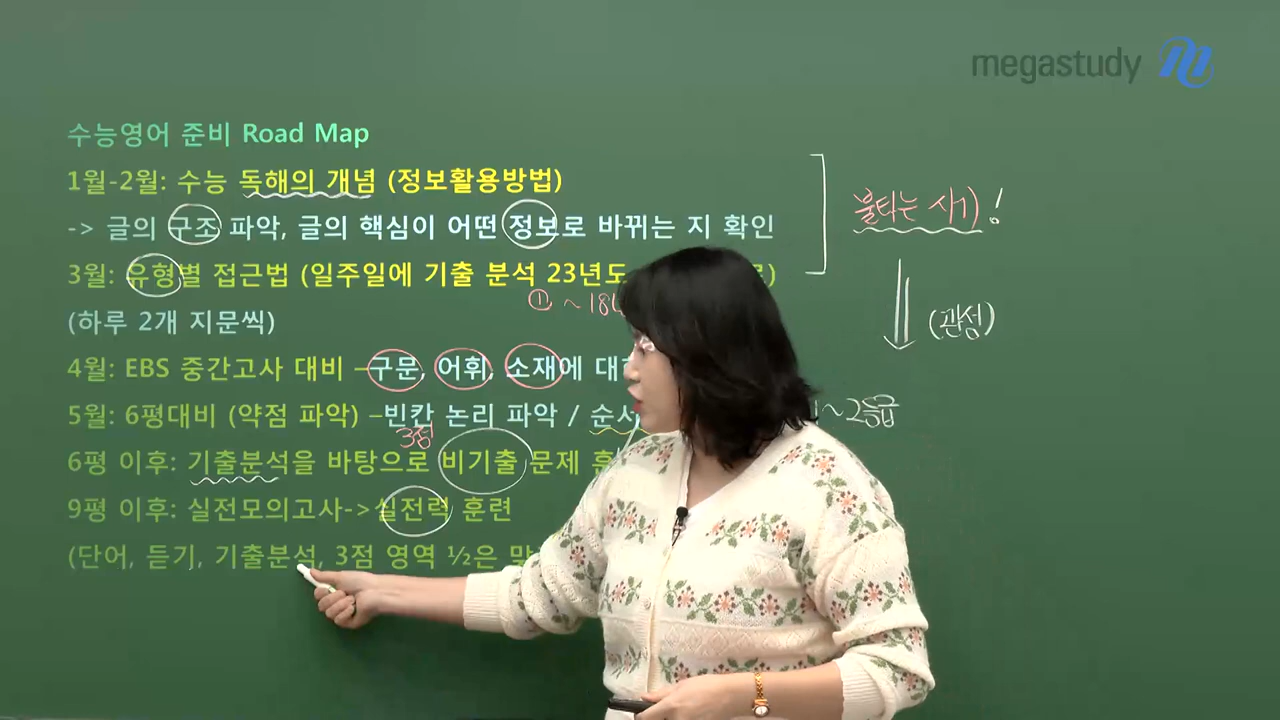 megastudy
수능영어 준비 Road Map
1월-2월: 수능 독해의 개념 (정보활용방법)
-> 글의 구조 파악, 글의 핵심이 어떤 정보로 바뀌는 지 확인
불타는 시기!
3월: 유형별 접근법 (일주일에 기출 분석 23년도
① ~ 18
(하루 2개 지문씩)
(관성)
4월: EBS 중간고사 대비 –구문, 어휘, 소재에 대
5월: 6평대비 (약점 파악) –빈칸 논리 파악 / 순서
~2등급
3점
6평 이후: 기출분석을 바탕으로 비기출 문제 훈
9평 이후: 실전모의고사->실전력 훈련
(단어, 듣기, 기출분석, 3점 영역 ½은 맞